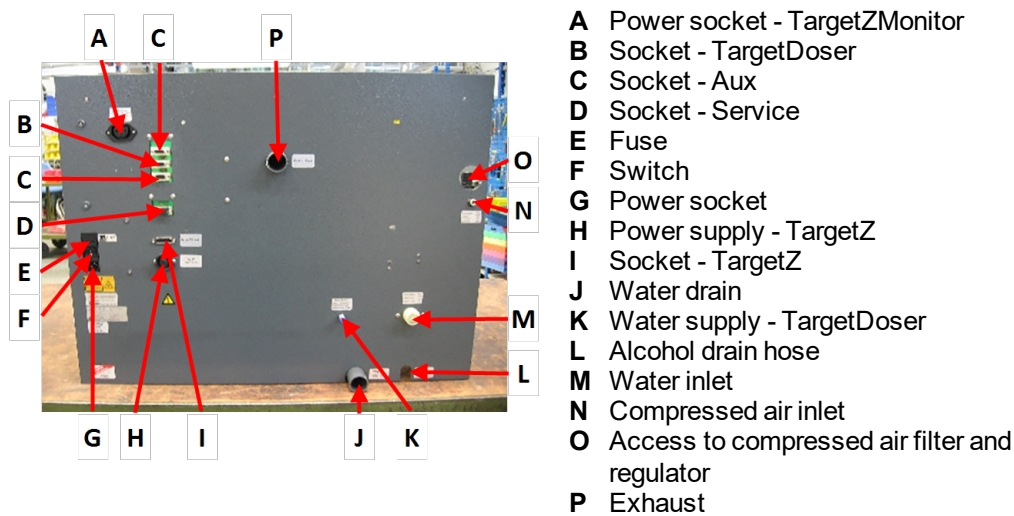 A C P
B
C
D
E
F
G H I J K
O
N
M
L
A Power socket - TargetZMonitor
B Socket - TargetDoser
C Socket - Aux
D Socket - Service
E Fuse
F Switch
G Power socket
H Power supply - TargetZ
I Socket - TargetZ
J Water drain
K Water supply - TargetDoser
L Alcohol drain hose
M Water inlet
N Compressed air inlet
O Access to compressed air filter and
regulator
P Exhaust